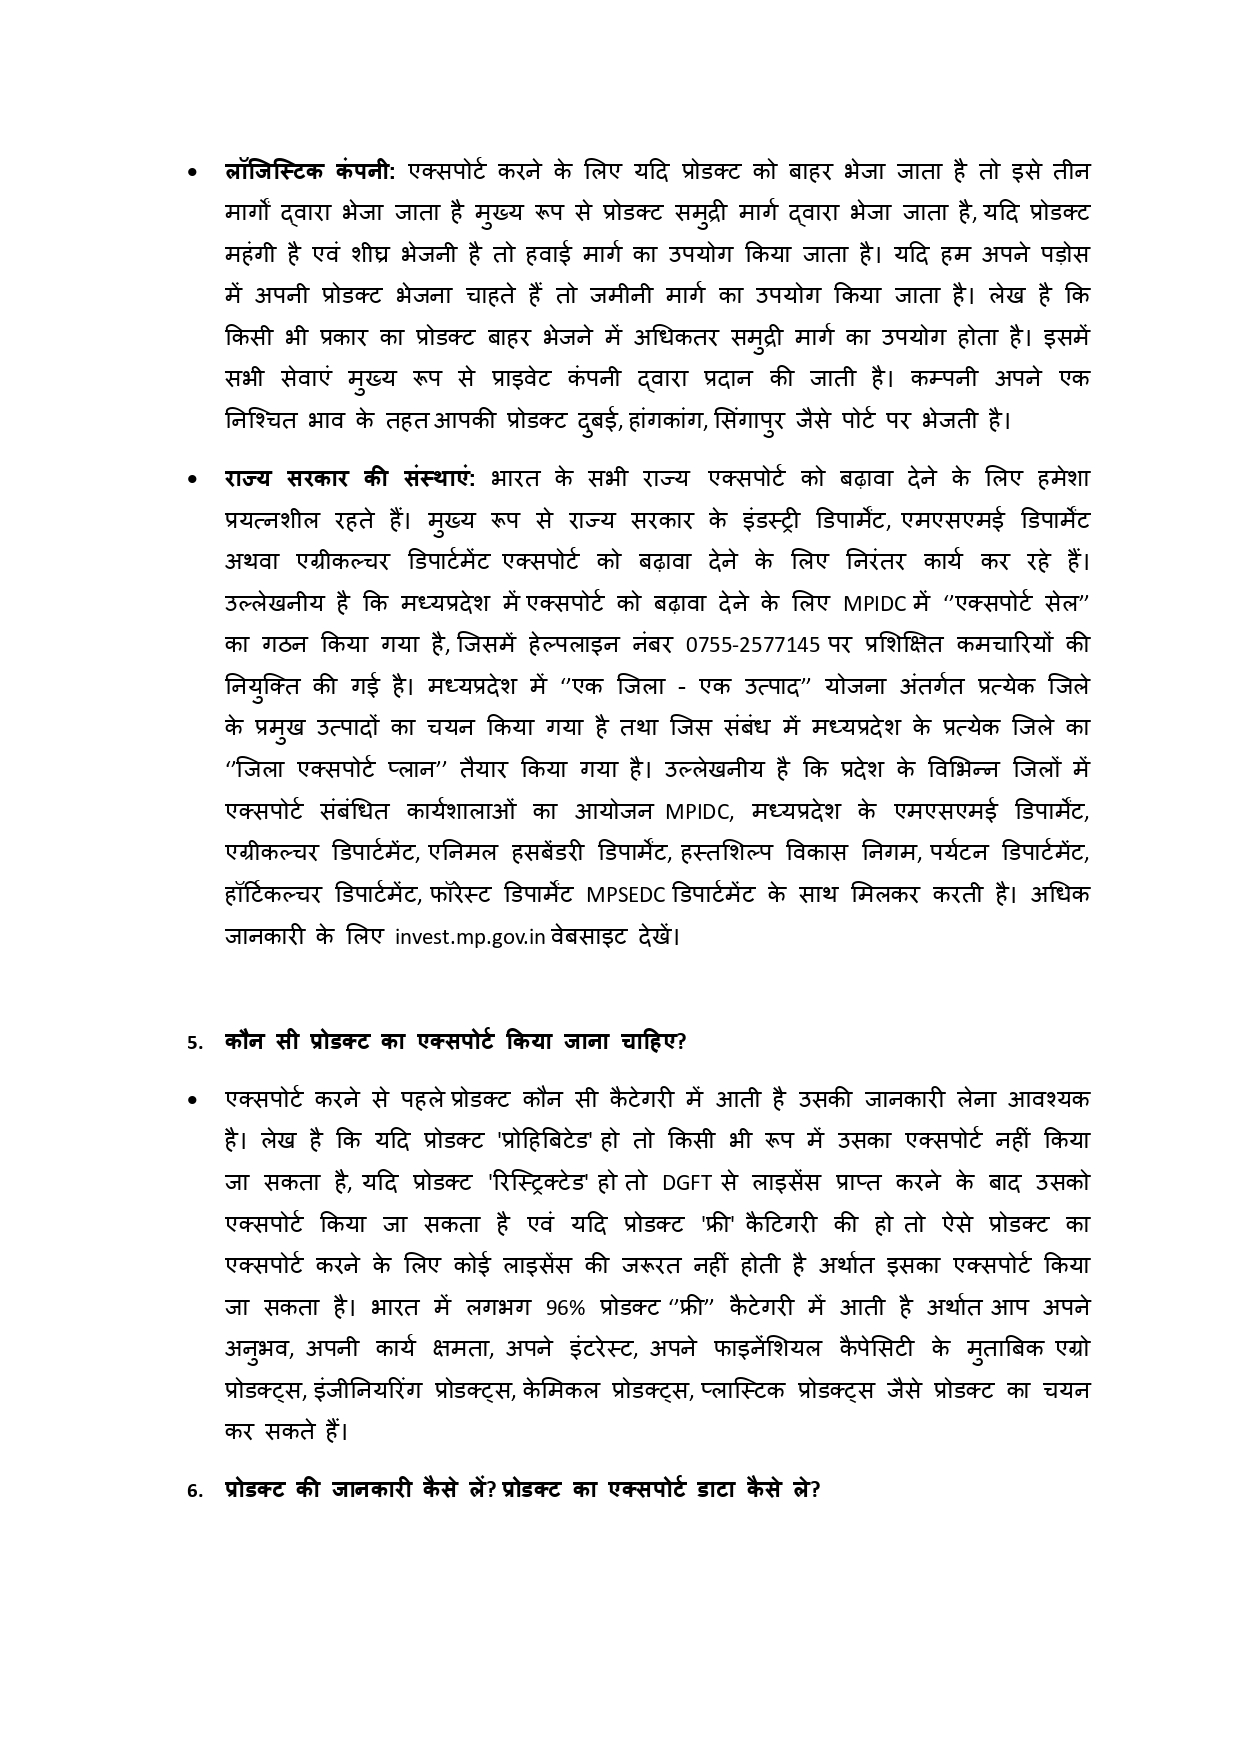 • लॉजिस्टिक कंपनी: एक्सपोर्ट करने के लिए यदि प्रोडक्ट को बाहर भेजा जाता है तो इसे तीन
मार्गों द्वारा भेजा जाता है मुख्य रूप से प्रोडक्ट समुद्री मार्ग द्वारा भेजा जाता है, यदि प्रोडक्ट
महंगी है एवं शीघ्र भेजनी है तो हवाई मार्ग का उपयोग किया जाता है। यदि हम अपने पड़ोस
में अपनी प्रोडक्ट भेजना चाहते हैं तो जमीनी मार्ग का उपयोग किया जाता है। लेख है कि
किसी भी प्रकार का प्रोडक्ट बाहर भेजने में अधिकतर समुद्री मार्ग का उपयोग होता है। इसमें
सभी सेवाएं मुख्य रूप से प्राइवेट कंपनी द्वारा प्रदान की जाती है। कम्पनी अपने एक
निश्चित भाव के तहत आपकी प्रोडक्ट दुबई, हांगकांग, सिंगापुर जैसे पोर्ट पर भेजती है।
• राज्य सरकार की संस्थाएं: भारत के सभी राज्य एक्सपोर्ट को बढ़ावा देने के लिए हमेशा
प्रयत्नशील रहते हैं। मुख्य रूप से राज्य सरकार के इंडस्ट्री डिपार्मेंट, एमएसएमई डिपार्मेंट
अथवा एग्रीकल्चर डिपार्टमेंट एक्सपोर्ट को बढ़ावा देने के लिए निरंतर कार्य कर रहे हैं।
उल्लेखनीय है कि मध्यप्रदेश में एक्सपोर्ट को बढ़ावा देने के लिए MPIDC में ‘’एक्सपोर्ट सेल’’
का गठन किया गया है, जिसमें हेल्पलाइन नंबर 0755-2577145 पर प्रशिक्षित कमचारियों की
नियुक्ति की गई है। मध्यप्रदेश में ‘’एक जिला - एक उत्पाद’’ योजना अंतर्गत प्रत्येक जिले
के प्रमुख उत्पादों का चयन किया गया है तथा जिस संबंध में मध्यप्रदेश के प्रत्येक जिले का
‘’जिला एक्सपोर्ट प्लान’’ तैयार किया गया है। उल्लेखनीय है कि प्रदेश के विभिन्न जिलों में
एक्सपोर्ट संबंधित कार्यशालाओं का आयोजन MPIDC, मध्यप्रदेश के एमएसएमई डिपार्मेंट,
एग्रीकल्चर डिपार्टमेंट, एनिमल हसबेंडरी डिपार्मेंट, हस्तशिल्प विकास निगम, पर्यटन डिपार्टमेंट,
हॉर्टिकल्चर डिपार्टमेंट, फॉरेस्ट डिपार्मेंट MPSEDC डिपार्टमेंट के साथ मिलकर करती है। अधिक
जानकारी के लिए invest.mp.gov.in वेबसाइट देखें।
5. कौन सी प्रोडक्ट का एक्सपोर्ट किया जाना चाहिए?
• एक्सपोर्ट करने से पहले प्रोडक्ट कौन सी कैटेगरी में आती है उसकी जानकारी लेना आवश्यक
है। लेख है कि यदि प्रोडक्ट 'प्रोहिबिटेड' हो तो किसी भी रूप में उसका एक्सपोर्ट नहीं किया
जा सकता है, यदि प्रोडक्ट 'रिस्ट्रिक्टेड' हो तो DGFT से लाइसेंस प्राप्त करने के बाद उसको
एक्सपोर्ट किया जा सकता है एवं यदि प्रोडक्ट 'फ्री' कैटिगरी की हो तो ऐसे प्रोडक्ट का
एक्सपोर्ट करने के लिए कोई लाइसेंस की जरूरत नहीं होती है अर्थात इसका एक्सपोर्ट किया
जा सकता है। भारत में लगभग 96% प्रोडक्ट ‘’फ्री’’ कैटेगरी में आती है अर्थात आप अपने
अनुभव, अपनी कार्य क्षमता, अपने इंटरेस्ट, अपने फाइनेंशियल कैपेसिटी के मुताबिक एग्रो
प्रोडक्ट्स, इंजीनियरिंग प्रोडक्ट्स, केमिकल प्रोडक्ट्स, प्लास्टिक प्रोडक्ट्स जैसे प्रोडक्ट का चयन
कर सकते हैं।
6. प्रोडक्ट की जानकारी कैसे लें? प्रोडक्ट का एक्सपोर्ट डाटा कैसे ले?